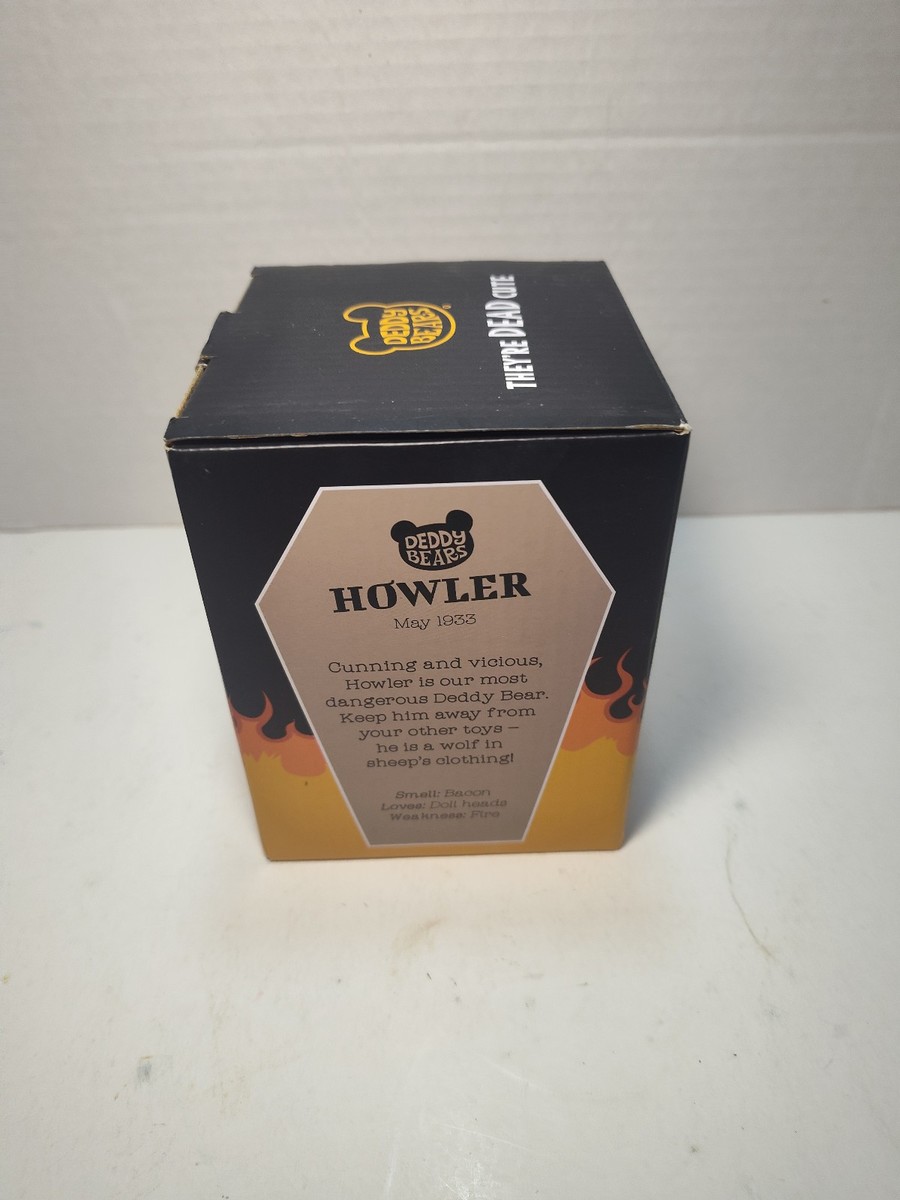 DEDDY
BEARS
THEY'RE DEAD CUTE
DEDDY
BEARS
HOWLER
May 1933
Cunning and vicious,
Howler is our most
dangerous Deddy Bear.
Keep him away from
your other toys –
he is a wolf in
sheep's clothing!
Smell: Bacon
Loves: Doll heads
Weakness: Fire